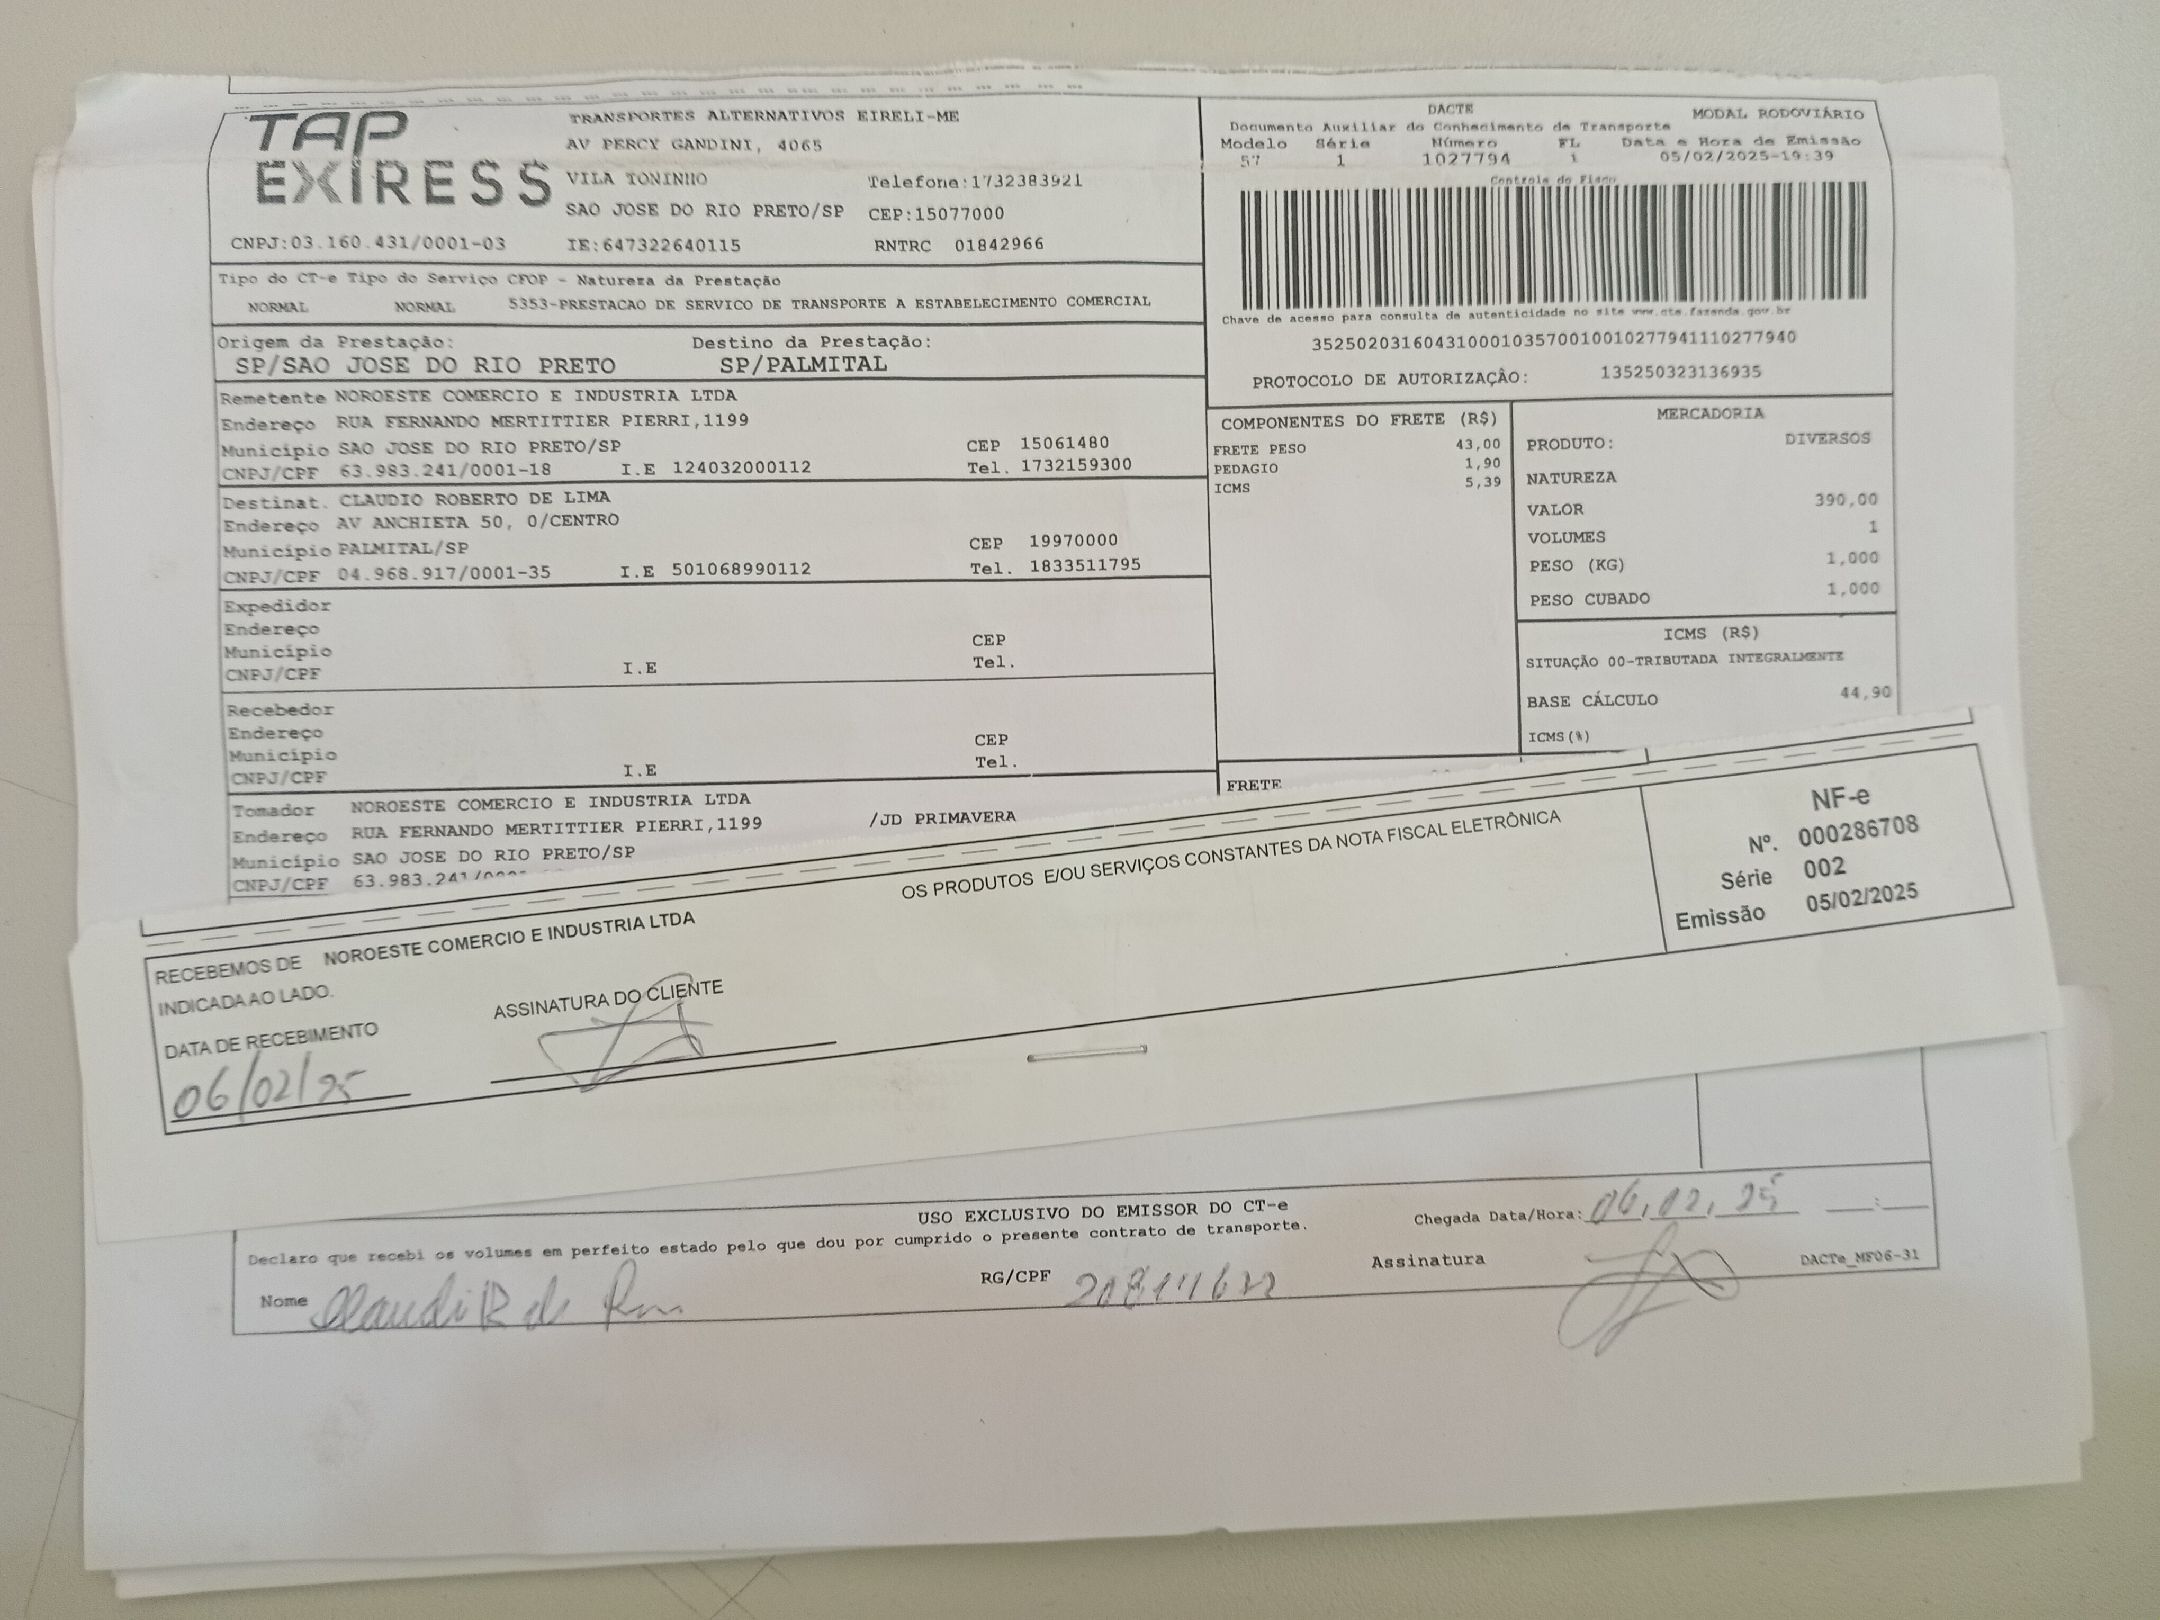 TAP
EXPRESS
TRANSPORTES ALTERNATIVOS EIRELI-ME
AV PERCY GANDINI, 4065
VILA TONINHO Telefone:1732383921
SAO JOSE DO RIO PRETO/SP CEP:15077000
CNPJ:03.160.431/0001-03 IE:647322640115 RNTRC 01842966
DACTE MODAL RODOVIÁRIO
Documento Auxiliar do Conhecimento de Transporte
Modelo Série Número FL Data e Hora de Emissão
57 1 1027794 1 05/02/2025-19:39
Controle do Fisco
Chave de acesso para consulta de autenticidade no site www.cte.fazenda.gov.br
35250203160431000103570010010277941110277940
PROTOCOLO DE AUTORIZAÇÃO: 135250323136935
Tipo do CT-e Tipo do Serviço CFOP - Natureza da Prestação
NORMAL NORMAL 5353-PRESTACAO DE SERVICO DE TRANSPORTE A ESTABELECIMENTO COMERCIAL
Origem da Prestação: Destino da Prestação:
SP/SAO JOSE DO RIO PRETO SP/PALMITAL
Remetente NOROESTE COMERCIO E INDUSTRIA LTDA
Endereço RUA FERNANDO MERTITTIER PIERRI,1199
Município SAO JOSE DO RIO PRETO/SP CEP 15061480
CNPJ/CPF 63.983.241/0001-18 I.E 124032000112 Tel. 1732159300
Destinat. CLAUDIO ROBERTO DE LIMA
Endereço AV ANCHIETA 50, 0/CENTRO
Município PALMITAL/SP CEP 19970000
CNPJ/CPF 04.968.917/0001-35 I.E 501068990112 Tel. 1833511795
Expedidor
Endereço
Município CEP
CNPJ/CPF I.E Tel.
Recebedor
Endereço
Município CEP
CNPJ/CPF I.E Tel.
Tomador NOROESTE COMERCIO E INDUSTRIA LTDA
Endereço RUA FERNANDO MERTITTIER PIERRI,1199 /JD PRIMAVERA
Município SAO JOSE DO RIO PRETO/SP
CNPJ/CPF 63.983.241/000
COMPONENTES DO FRETE (R$)
FRETE PESO 43,00
PEDAGIO 1,90
ICMS 5,39
FRETE
MERCADORIA
PRODUTO: DIVERSOS
NATUREZA
VALOR 390,00
VOLUMES 1
PESO (KG) 1,000
PESO CUBADO 1,000
ICMS (R$)
SITUAÇÃO 00-TRIBUTADA INTEGRALMENTE
BASE CÁLCULO 44,90
ICMS(%)
RECEBEMOS DE NOROESTE COMERCIO E INDUSTRIA LTDA OS PRODUTOS E/OU SERVIÇOS CONSTANTES DA NOTA FISCAL ELETRÔNICA
INDICADA AO LADO.
DATA DE RECEBIMENTO ASSINATURA DO CLIENTE
06/02/25
NF-e
Nº. 000286708
Série 002
Emissão 05/02/2025
USO EXCLUSIVO DO EMISSOR DO CT-e
Declaro que recebi os volumes em perfeito estado pelo que dou por cumprido o presente contrato de transporte.
Chegada Data/Hora: 06,02,25 :
Nome RG/CPF Assinatura DACTe_MF06-31